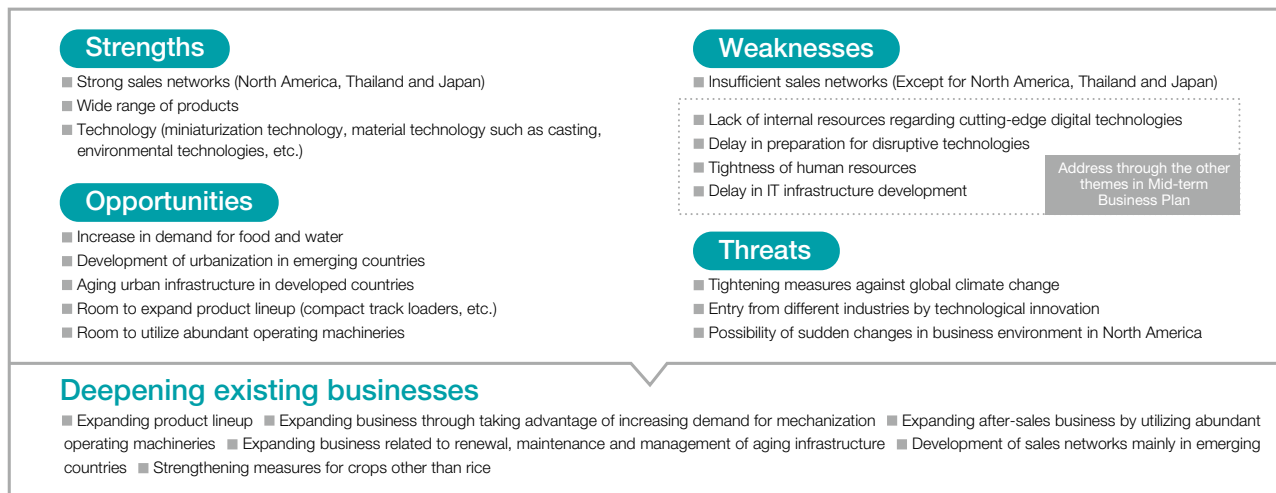 Strengths
■ Strong sales networks (North America, Thailand and Japan)
■ Wide range of products
■ Technology (miniaturization technology, material technology such as casting,
environmental technologies, etc.)
Opportunities
■ Increase in demand for food and water
■ Development of urbanization in emerging countries
■ Aging urban infrastructure in developed countries
■ Room to expand product lineup (compact track loaders, etc.)
■ Room to utilize abundant operating machineries
Weaknesses
■ Insufficient sales networks (Except for North America, Thailand and Japan)
■ Lack of internal resources regarding cutting-edge digital technologies
■ Delay in preparation for disruptive technologies
■ Tightness of human resources
■ Delay in IT infrastructure development
Address through the other
themes in Mid-term
Business Plan
Threats
■ Tightening measures against global climate change
■ Entry from different industries by technological innovation
■ Possibility of sudden changes in business environment in North America
Deepening existing businesses
■ Expanding product lineup ■ Expanding business through taking advantage of increasing demand for mechanization ■ Expanding after-sales business by utilizing abundant
operating machineries ■ Expanding business related to renewal, maintenance and management of aging infrastructure ■ Development of sales networks mainly in emerging
countries ■ Strengthening measures for crops other than rice